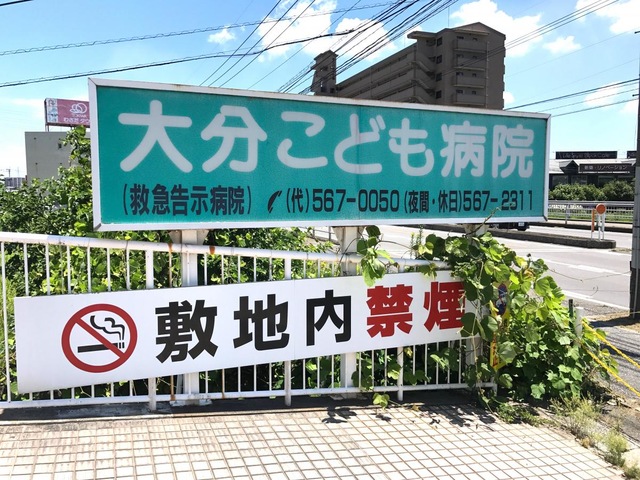 大分こども病院
(救急告示病院) (代)567-0050(夜間・休日)567-2311
敷地内禁煙